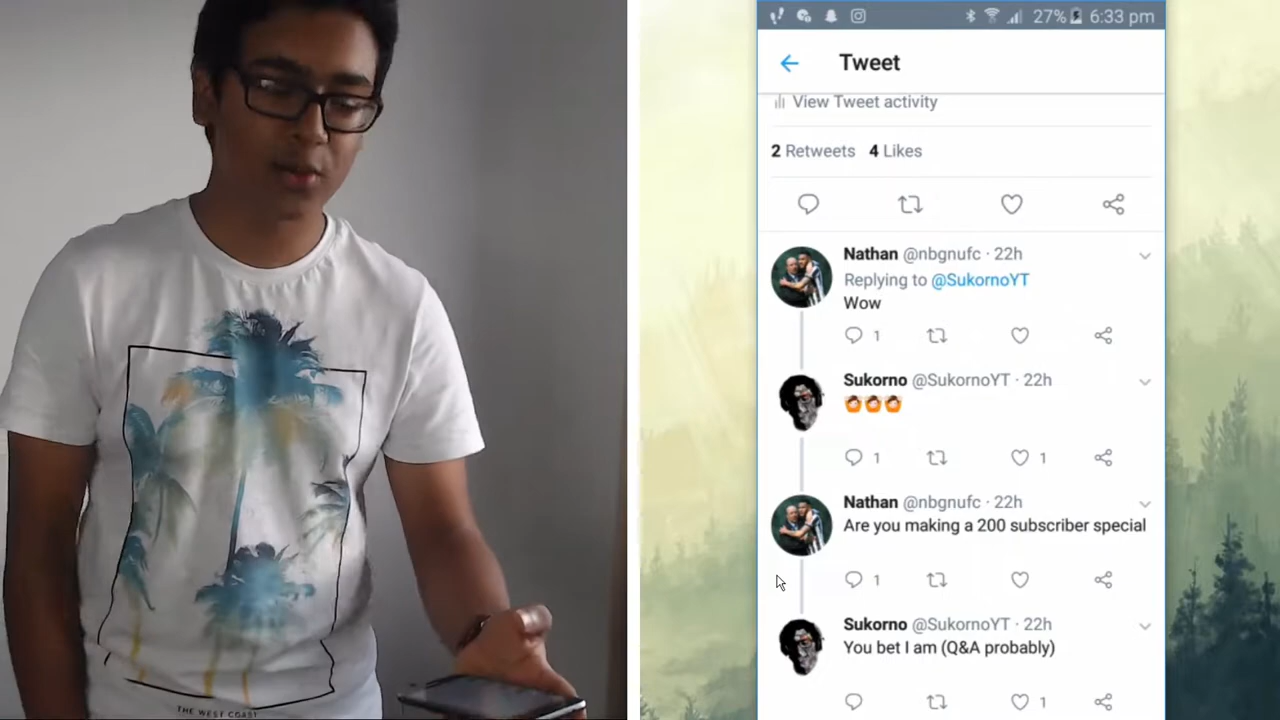 THE WEST COAST
27% 6:33 pm
Tweet
View Tweet activity
2 Retweets 4 Likes
Nathan @nbgnufc · 22h
Replying to @SukornoYT
Wow
1
Sukorno @SukornoYT · 22h
🙆🙆🙆
1 1
Nathan @nbgnufc · 22h
Are you making a 200 subscriber special
1
Sukorno @SukornoYT · 22h
You bet I am (Q&A probably)
1